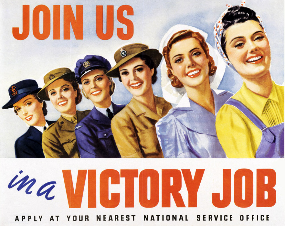 JOIN US
in a VICTORY JOB
APPLY AT YOUR NEAREST NATIONAL SERVICE OFFICE